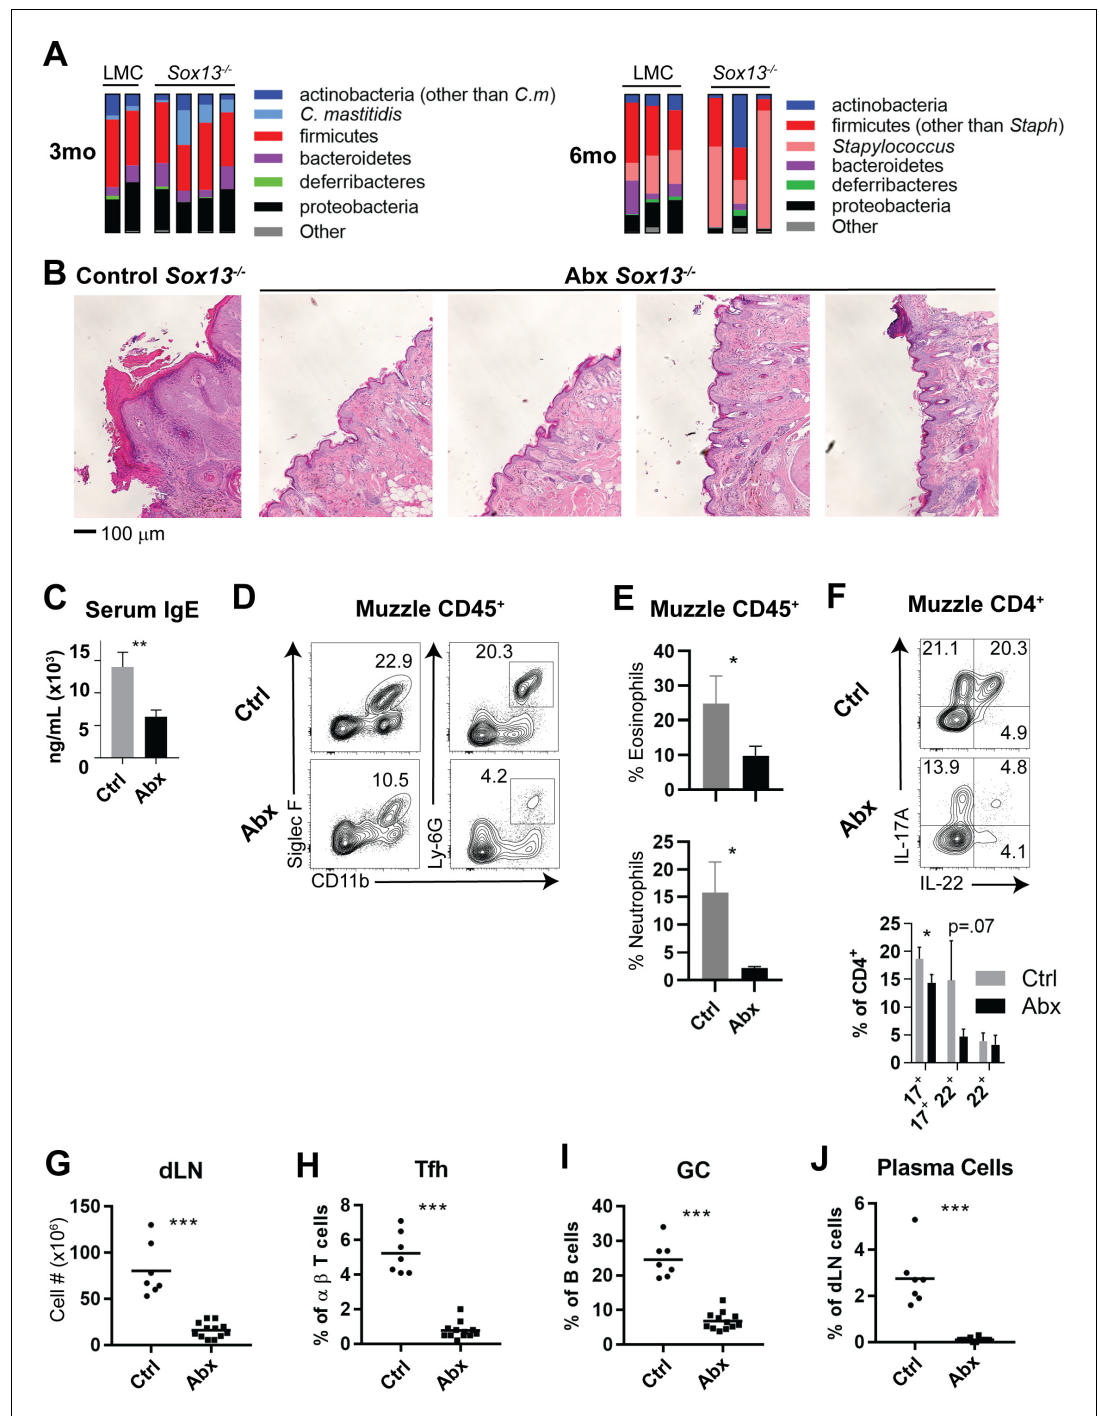 A
LMC Sox13-/-
3mo
actinobacteria (other than C.m)
C. mastitidis
firmicutes
bacteroidetes
deferribacteres
proteobacteria
Other
LMC Sox13-/-
6mo
actinobacteria
firmicutes (other than Staph)
Stapylococcus
bacteroidetes
deferribacteres
proteobacteria
Other
B Control Sox13-/- Abx Sox13-/-
100 µm
C Serum IgE
ng/mL (x10³)
15
10
5
0
**
Ctrl Abx
D Muzzle CD45+
Ctrl
22.9
20.3
Abx
10.5
4.2
Siglec F
Ly-6G
CD11b
E Muzzle CD45+
% Eosinophils
40
30
20
10
0
*
% Neutrophils
25
20
15
10
5
0
*
Ctrl Abx
F Muzzle CD4+
Ctrl
21.1 20.3
4.9
Abx
13.9 4.8
4.1
IL-17A
IL-22
% of CD4+
25
20
15
10
5
0
* p=.07
Ctrl
Abx
17+ 17+ 22+ 22+
G dLN
Cell # (x10⁶)
150
100
50
0
***
Ctrl Abx
H Tfh
% of α β T cells
8
6
4
2
0
***
Ctrl Abx
I GC
% of B cells
40
30
20
10
0
***
Ctrl Abx
J Plasma Cells
% of dLN cells
6
4
2
0
***
Ctrl Abx